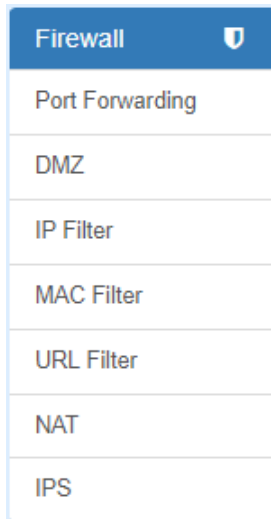 Firewall
Port Forwarding
DMZ
IP Filter
MAC Filter
URL Filter
NAT
IPS